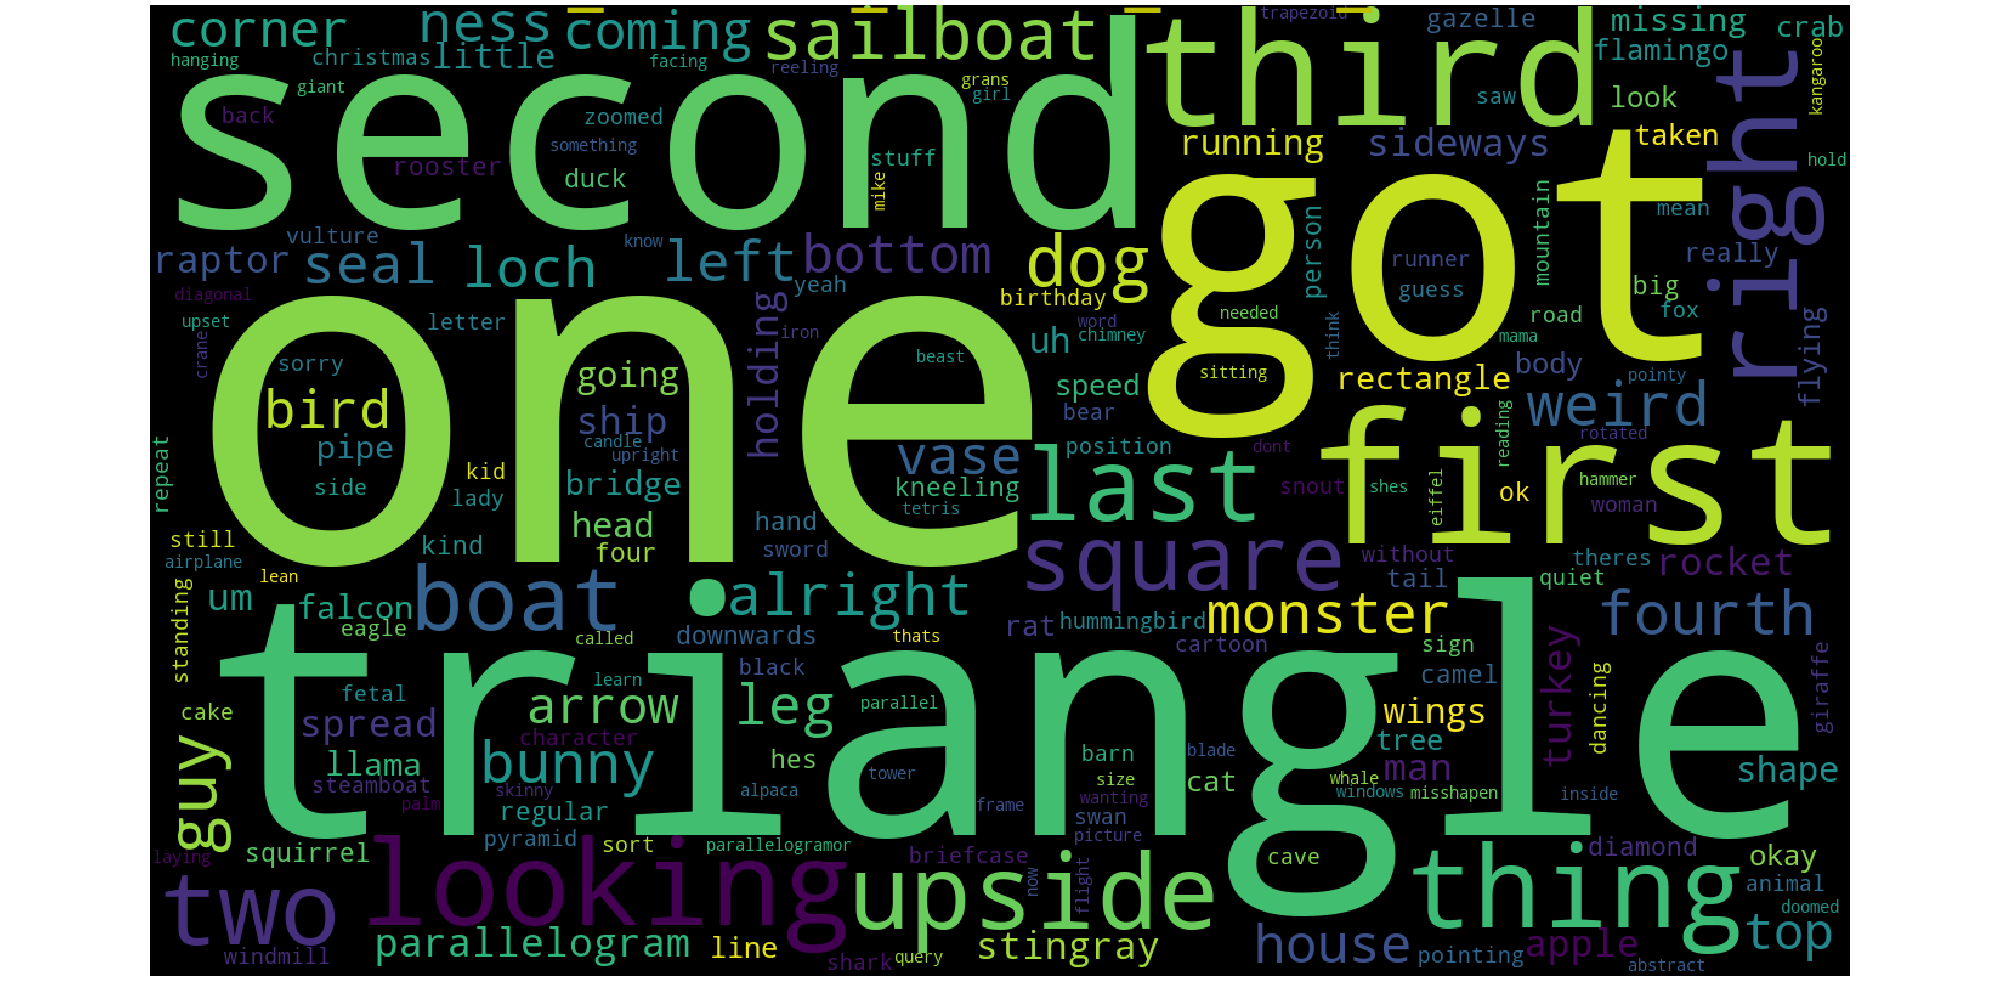 corner
ness
coming
sailboat
trapezoid
gazelle
missing
crab
hanging
christmas
little
facing
reeling
third
flamingo
second
giant
grans
girl
saw
look
right
kangaroo
back
zoomed
something
stuff
running
sideways
taken
hold
rooster
duck
mike
got
person
mountain
mean
vulture
know
raptor
seal
loch
left
bottom
dog
runner
really
yeah
guess
diagonal
birthday
big
upset
letter
holding
iron
needed
word
chimney
think
road
fox
flying
crane
one
uh
mama
sorry
going
beast
sitting
rectangle
body
pointy
bird
speed
ship
bear
first
weird
pipe
candle
upright
vase
last
position
reading
rotated
dont
repeat
kid
side
lady
bridge
kneeling
tetris
snout
shes
eiffel
ok
hammer
woman
head
hand
still
kind
four
sword
square
without
theres
rocket
airplane
lean
boat
alright
tail
quiet
standing
um
falcon
triangle
monster
fourth
eagle
called
downwards
thats
rat
hummingbird
cartoon
sign
turkey
giraffe
black
learn
camel
dancing
fetal
arrow
leg
parallel
wings
cake
spread
character
guy
bunny
hes
barn
blade
tree
shape
llama
tower
man
steamboat
skinny
alpaca
size
cat
whale
windows
misshapen
inside
palm
regular
frame
wanting
swan
pyramid
sort
parallelogramor
picture
laying
squirrel
looking
briefcase
cave
thing
diamond
okay
two
upside
now
flight
animal
doomed
parallelogram
line
stingray
house
apple
top
windmill
shark
query
pointing
abstract